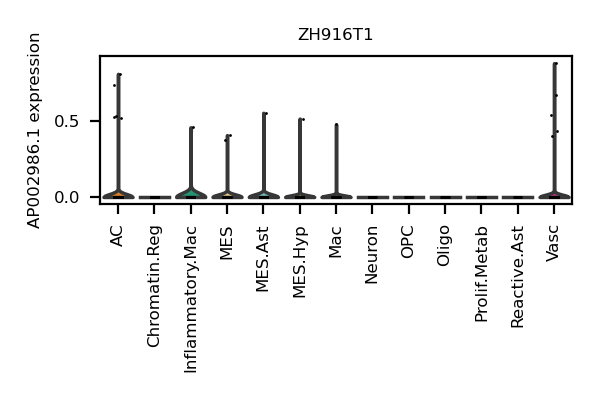 ZH916T1
AP002986.1 expression
0.5
0.0
AC
Chromatin.Reg
Inflammatory.Mac
MES
MES.Ast
MES.Hyp
Mac
Neuron
OPC
Oligo
Prolif.Metab
Reactive.Ast
Vasc